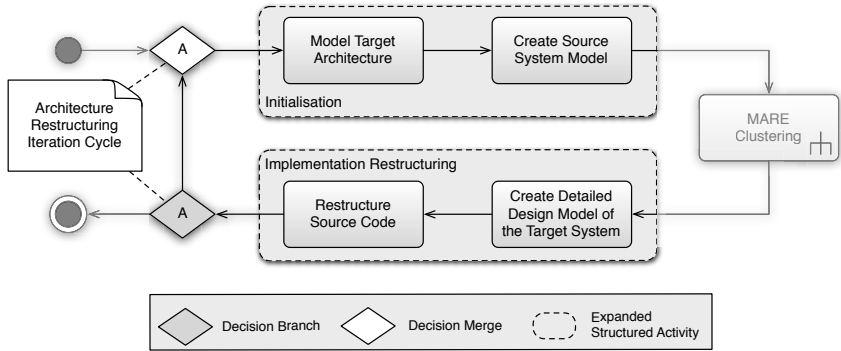 A
Model Target
Architecture
Create Source
System Model
Initialisation
Architecture
Restructuring
Iteration Cycle
MARE
Clustering
Implementation Restructuring
A
Restructure
Source Code
Create Detailed
Design Model of
the Target System
Decision Branch
Decision Merge
Expanded
Structured Activity